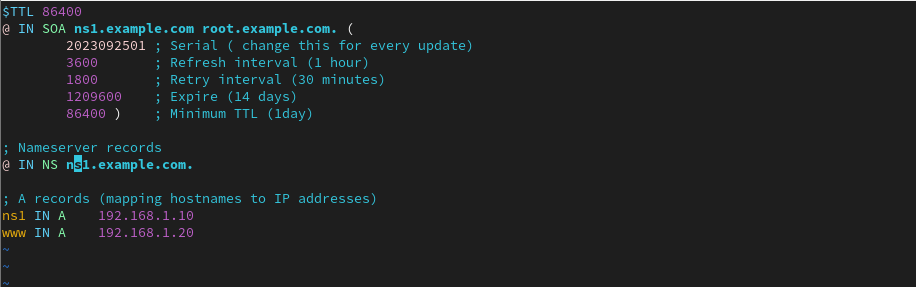 $TTL 86400
@ IN SOA ns1.example.com root.example.com. (
        2023092501 ; Serial ( change this for every update)
        3600       ; Refresh interval (1 hour)
        1800       ; Retry interval (30 minutes)
        1209600    ; Expire (14 days)
        86400 )    ; Minimum TTL (1day)

; Nameserver records
@ IN NS ns1.example.com.

; A records (mapping hostnames to IP addresses)
ns1 IN A    192.168.1.10
www IN A    192.168.1.20
~
~
~